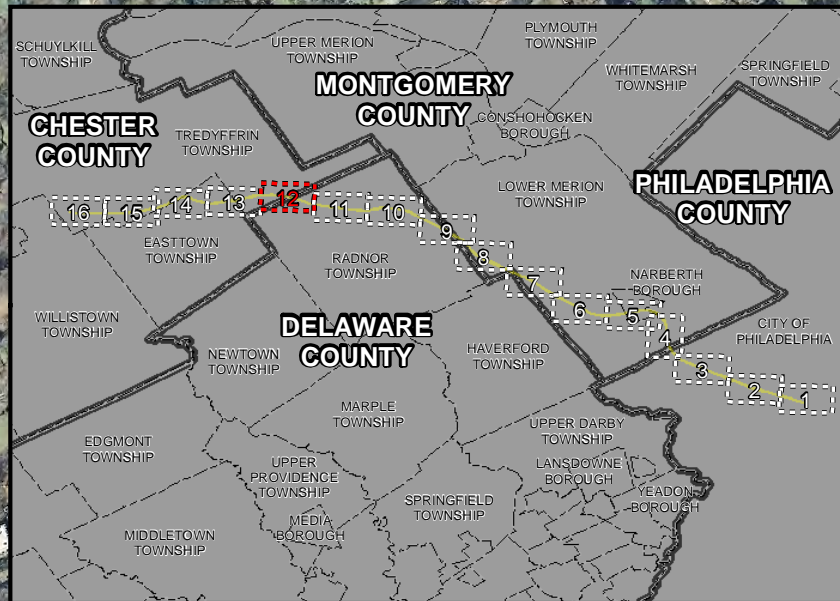 PLYMOUTH
TOWNSHIP
SCHUYLKILL
TOWNSHIP
UPPER MERION
TOWNSHIP
WHITEMARSH
TOWNSHIP
SPRINGFIELD
TOWNSHIP
MONTGOMERY
COUNTY
CONSHOHOCKEN
BOROUGH
CHESTER
COUNTY
TREDYFFRIN
TOWNSHIP
LOWER MERION
TOWNSHIP
PHILADELPHIA
COUNTY
16
15
14
13
12
11
10
9
8
7
6
5
4
3
2
1
EASTTOWN
TOWNSHIP
RADNOR
TOWNSHIP
NARBERTH
BOROUGH
WILLISTOWN
TOWNSHIP
DELAWARE
COUNTY
CITY OF
PHILADELPHIA
NEWTOWN
TOWNSHIP
HAVERFORD
TOWNSHIP
MARPLE
TOWNSHIP
EDGMONT
TOWNSHIP
UPPER DARBY
TOWNSHIP
UPPER
PROVIDENCE
TOWNSHIP
LANSDOWNE
BOROUGH
SPRINGFIELD
TOWNSHIP
YEADON
BOROUGH
MEDIA
BOROUGH
MIDDLETOWN
TOWNSHIP